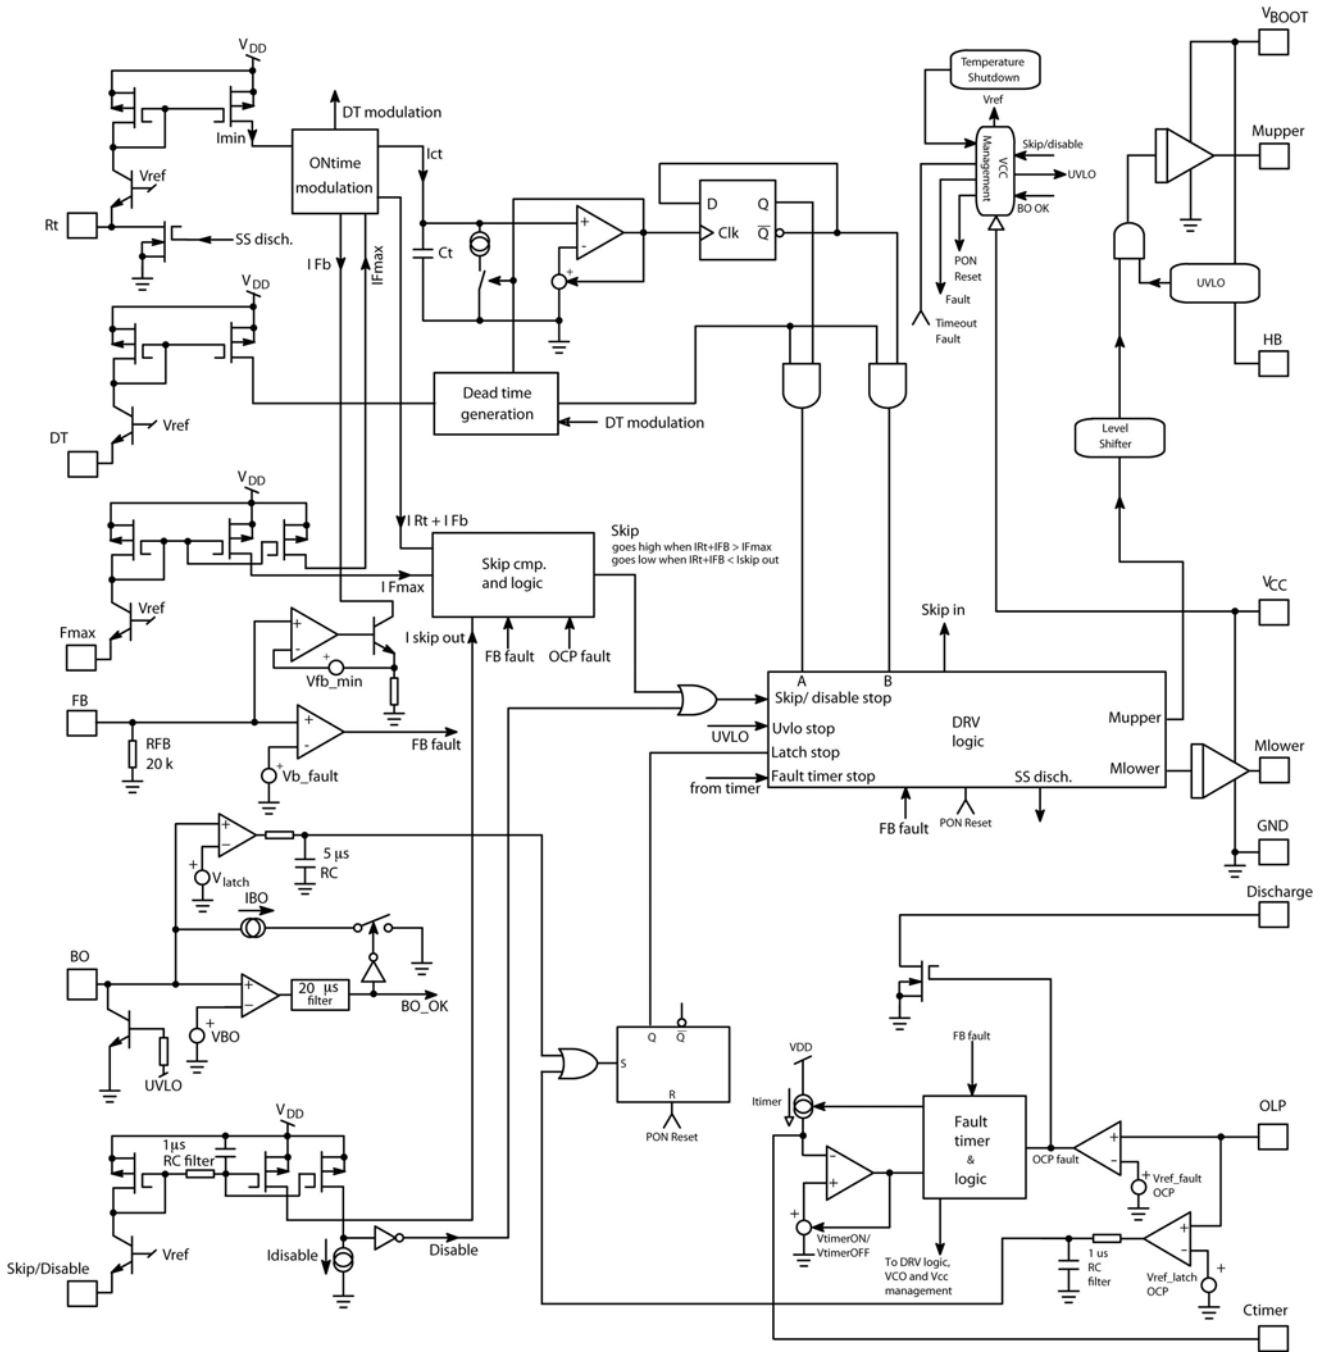 VBOOT
VDD
Temperature
Shutdown
DT modulation
Vref
Mupper
Imin
ONtime
modulation
Ict
Skip/disable
VCC
Management
UVLO
Vref
D
Q
BO OK
Rt
+
-
Clk
Q
SS disch.
Ct
+
I Fb
IFmax
PON
Reset
UVLO
VDD
Fault
Timeout
Fault
HB
Dead time
generation
Vref
DT modulation
DT
Level
Shifter
VDD
I Rt + I Fb
Skip
goes high when IRt+IFB > IFmax
goes low when IRt+IFB < Iskip out
Skip cmp.
and logic
I Fmax
VCC
Vref
Skip in
Fmax
+
-
I skip out
FB fault
OCP fault
+
Vfb_min
A
B
Skip/ disable stop
FB
+
-
DRV
logic
Mupper
Uvlo stop
UVLO
RFB
20 k
FB fault
Latch stop
Mlower
+
Vb_fault
Mlower
Fault timer stop
SS disch.
from timer
FB fault
PON Reset
GND
+
-
5 µs
RC
+
Vlatch
IBO
Discharge
BO
+
-
20 µs
filter
BO_OK
+
VBO
Q
Q
FB fault
VDD
S
UVLO
R
Itimer
PON Reset
Fault
timer
&
logic
OLP
VDD
1µs
RC filter
-
+
OCP fault
+
-
+
Vref_fault
OCP
+
VtimerON/
VtimerOFF
+
-
Vref
Idisable
Disable
1 us
RC
filter
To DRV logic,
VCO and Vcc
management
Vref_latch
OCP
+
Skip/Disable
Ctimer